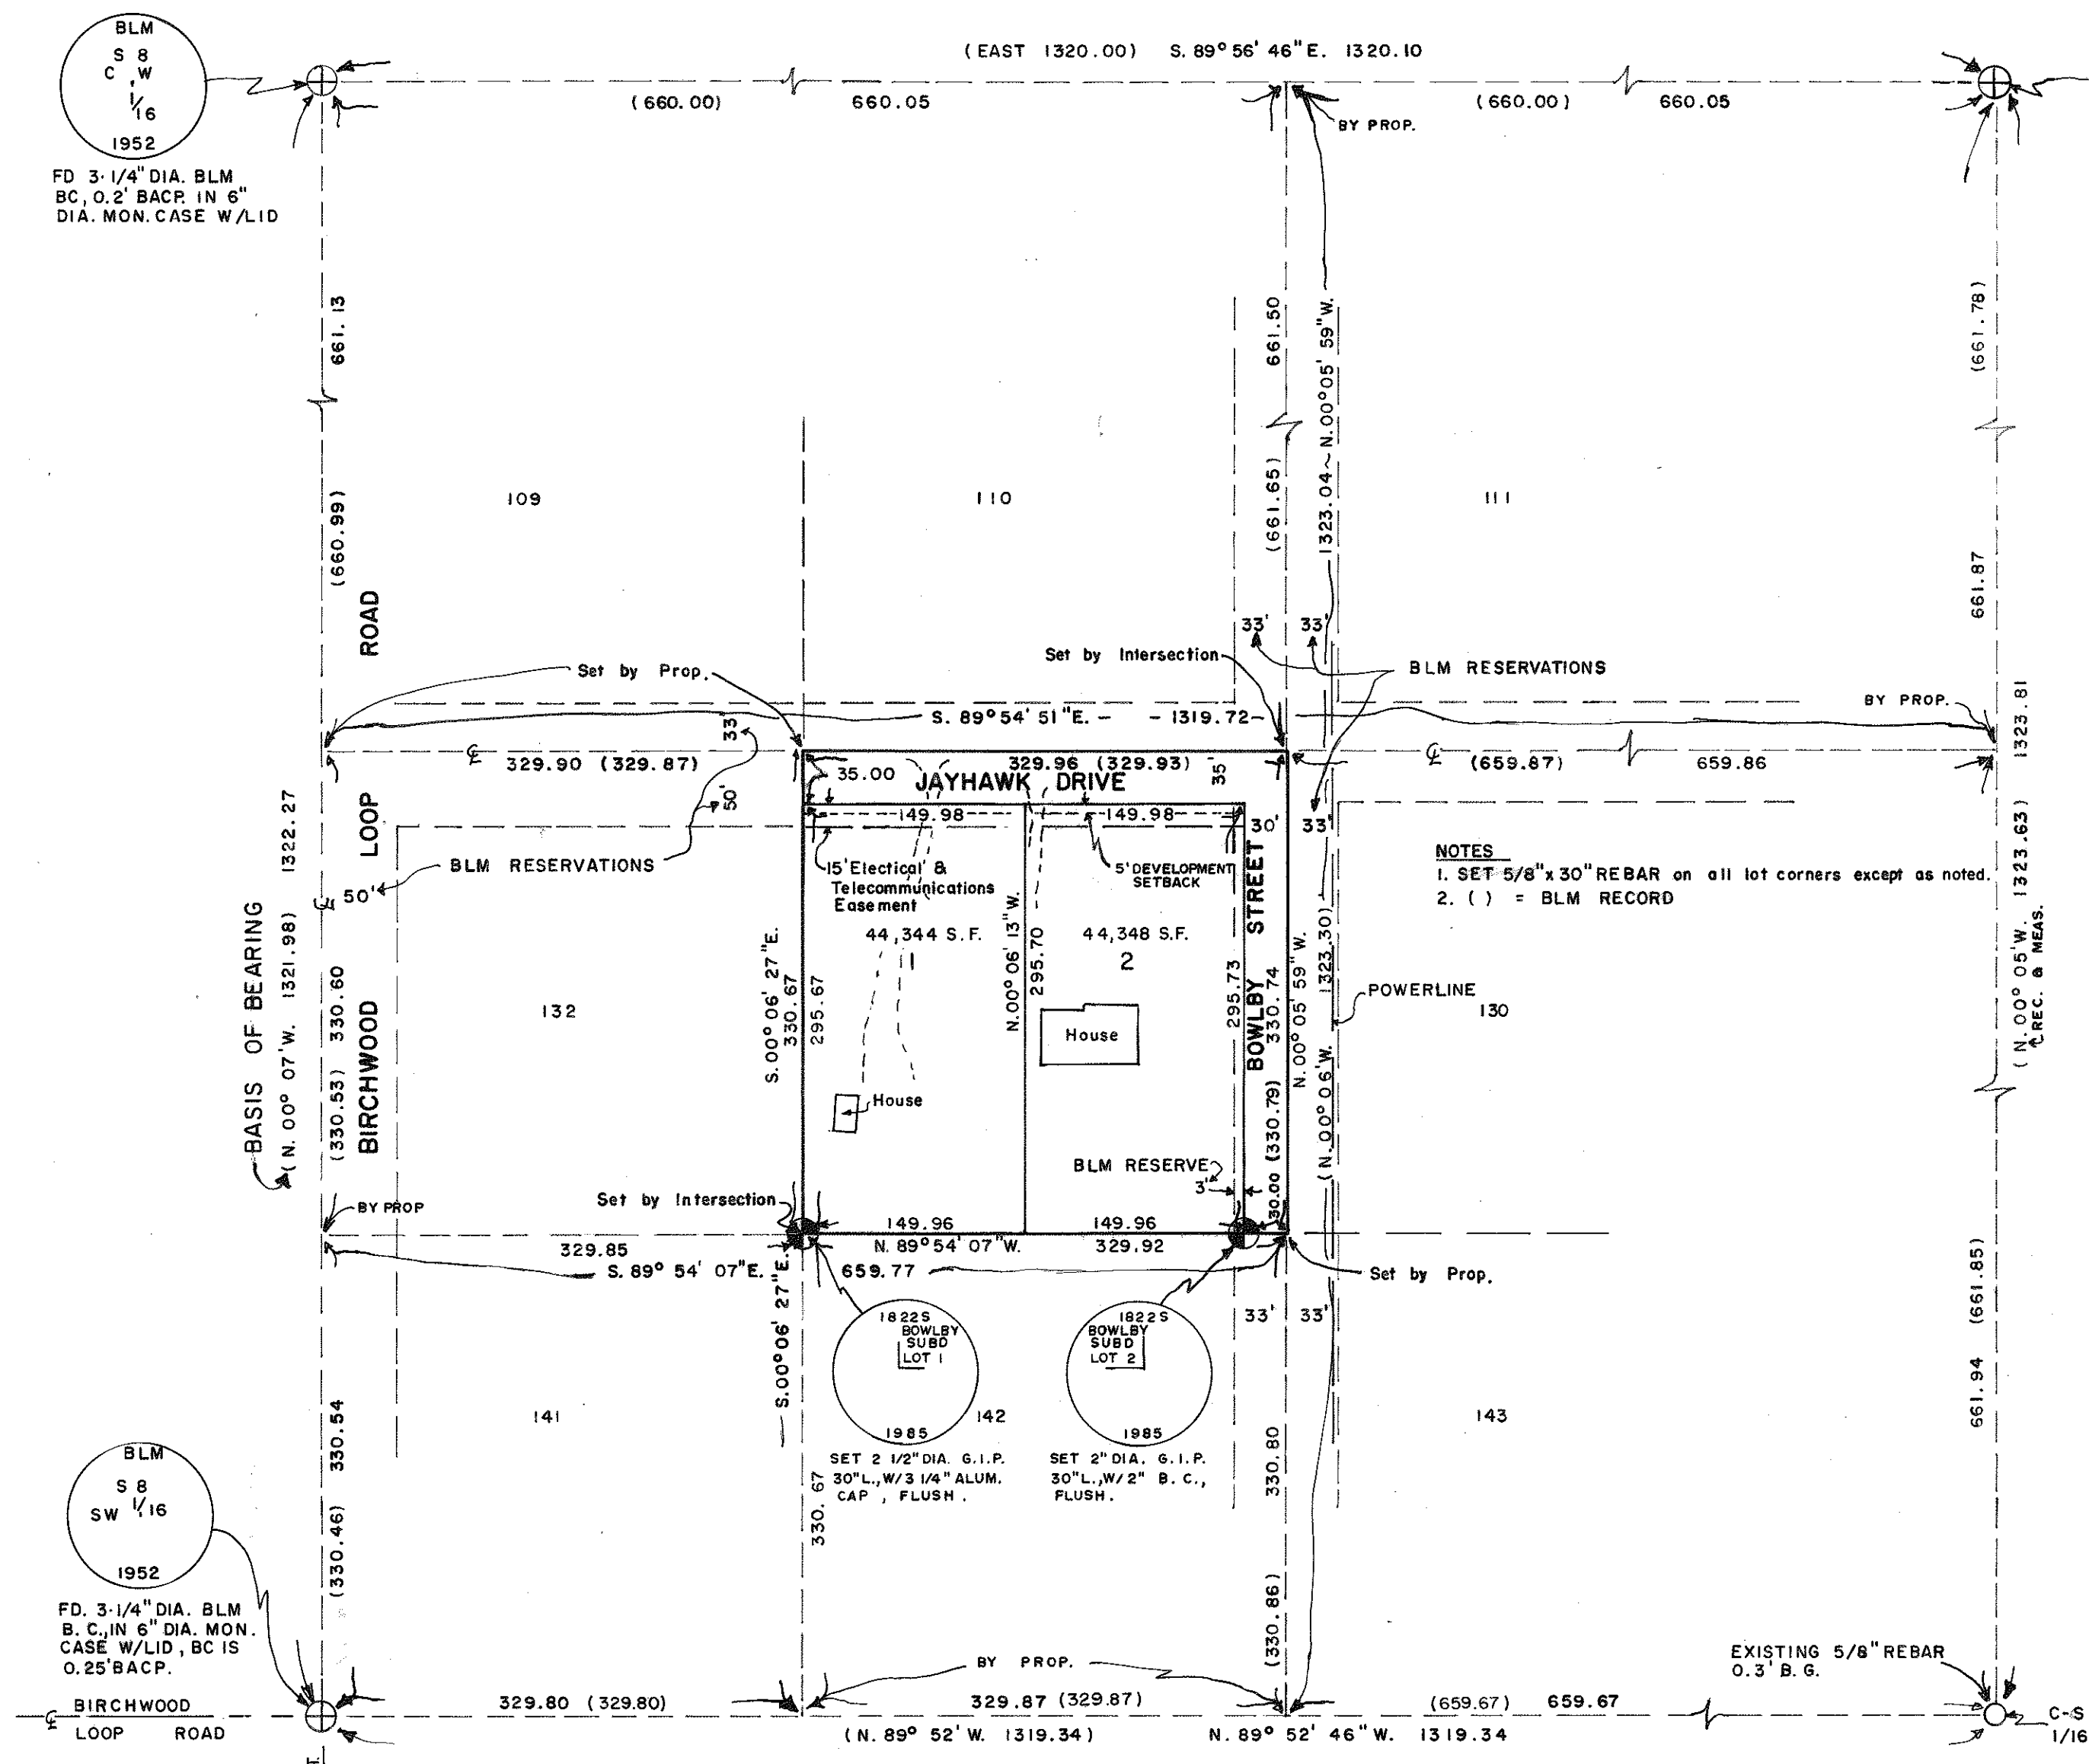 (EAST 1320.00) S. 89° 56' 46" E. 1320.10
(660.00) 660.05
(660.00) 660.05
BY PROP.
BLM
S 8
C W
1/16
1952
FD 3-1/4" DIA. BLM
BC, 0.2' BACP. IN 6"
DIA. MON. CASE W/LID
661.13
(660.99)
ROAD
661.50
(661.65)
1323.04 ~ N.00° 05' 59" W.
(661.78)
661.87
109
110
111
33'
33'
Set by Prop.
Set by Intersection
BLM RESERVATIONS
BY PROP.
33'
S. 89° 54' 51" E. - - 1319.72 -
1323.81
℄
329.90 (329.87)
329.96 (329.93)
℄
(659.87)
659.86
35.00
JAYHAWK DRIVE
35'
50'
149.98
149.98
30'
33'
1322.27
LOOP
BLM RESERVATIONS
15' Electical &
Telecommunications
Easement
5' DEVELOPMENT
SETBACK
NOTES
1. SET 5/8" x 30" REBAR on all lot corners except as noted.
2. ( ) = BLM RECORD
℄ 50'
BASIS OF BEARING
(N. 00° 07' W. 1321.98)
(330.53) 330.60
BIRCHWOOD
132
S. 00° 06' 27" E.
330.67
295.67
44,344 S.F.
1
N.00° 06' 13" W.
295.70
44,348 S.F.
2
House
House
295.73
BOWLBY STREET
(330.79) 330.74
N.00° 05' 59" W.
(N. 00° 06' W. 1323.30)
POWERLINE
130
(N. 00° 05' W. 1323.63)
REC. & MEAS.
BLM RESERVE
3'
30.00
BY PROP
Set by Intersection
149.96
149.96
329.85
N. 89° 54' 07" W.
329.92
S. 89° 54' 07" E.
659.77
Set by Prop.
S.00° 06' 27" E.
1822S
BOWLBY
SUBD
LOT 1
1985
1822S
BOWLBY
SUBD
LOT 2
1985
33'
33'
(661.85)
661.94
141
142
143
SET 2 1/2" DIA. G.I.P.
30" L., W/3 1/4" ALUM.
CAP , FLUSH .
SET 2" DIA. G.I.P.
30" L., W/ 2" B. C.,
FLUSH.
330.54
(330.46)
330.67
330.80
(330.86)
BLM
S 8
SW 1/16
1952
FD. 3-1/4" DIA. BLM
B. C., IN 6" DIA. MON.
CASE W/LID , BC IS
0.25' BACP.
BY PROP.
EXISTING 5/8" REBAR
0.3' B. G.
℄
BIRCHWOOD
LOOP ROAD
329.80 (329.80)
329.87 (329.87)
(659.67) 659.67
(N. 89° 52' W. 1319.34)
N. 89° 52' 46" W. 1319.34
C-S
1/16